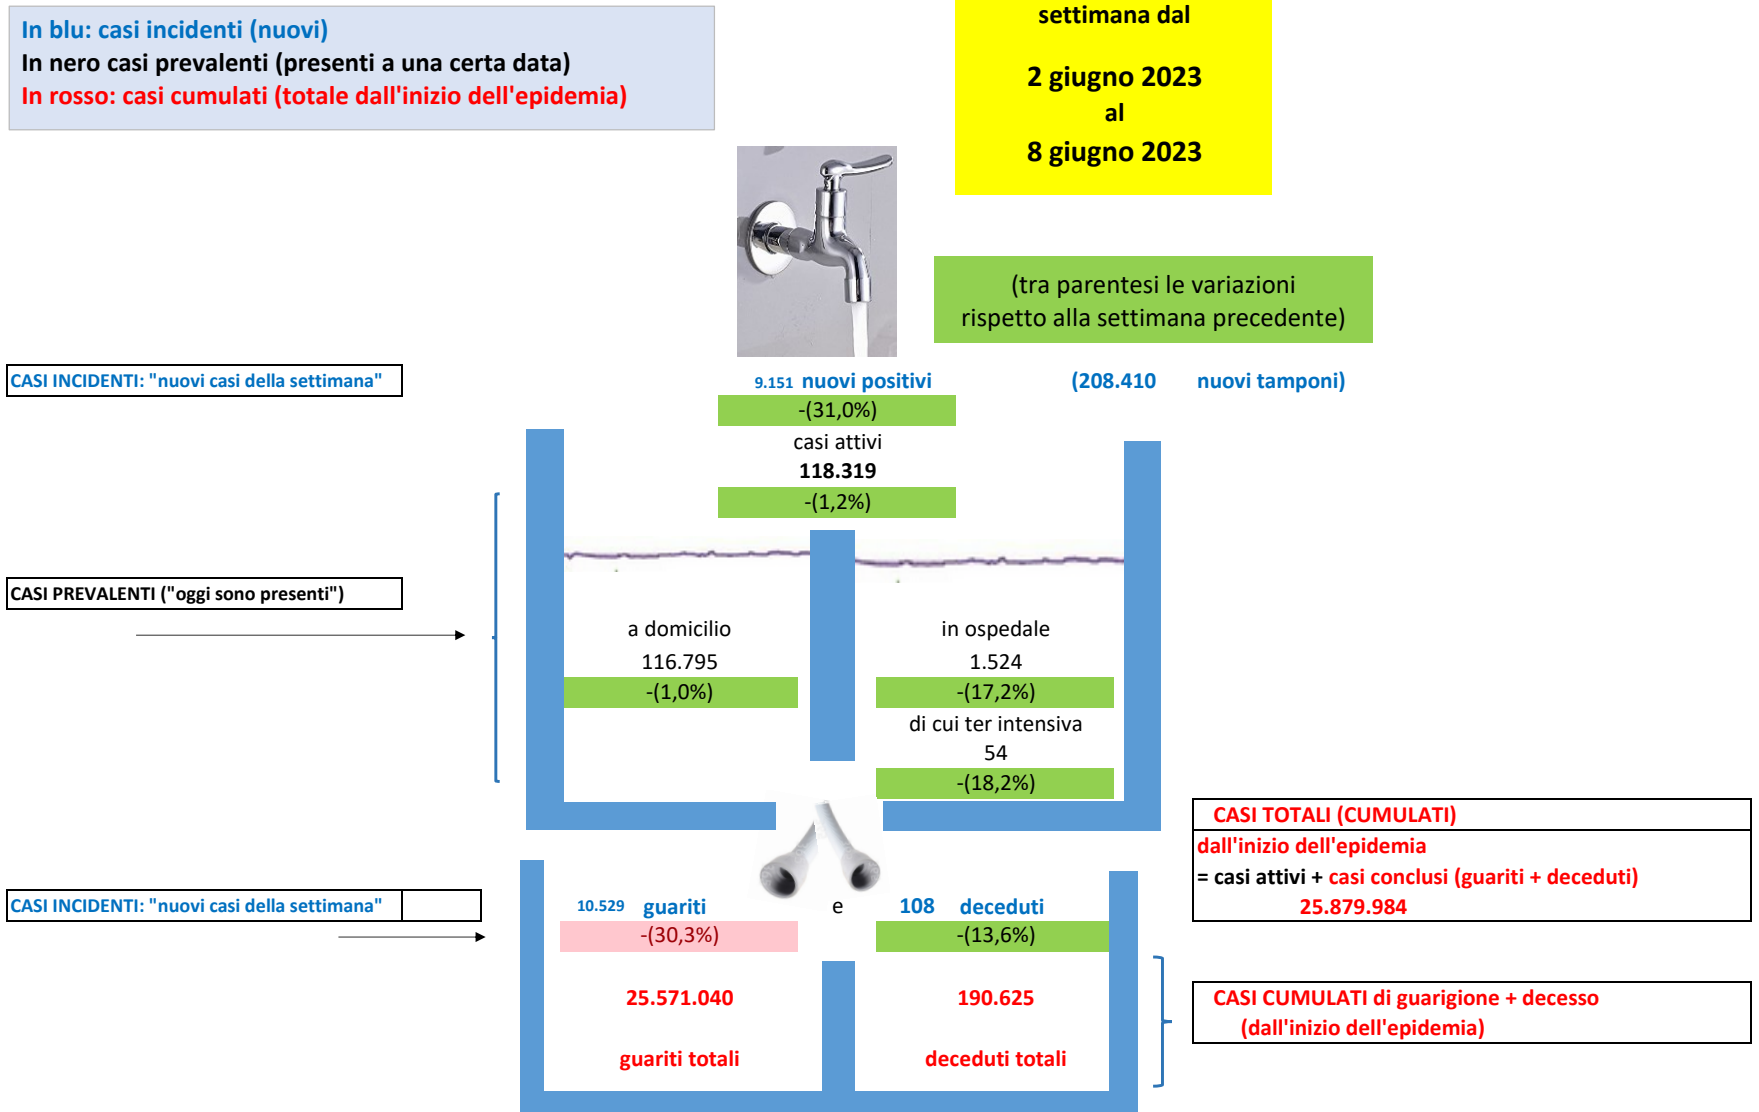 In blu: casi incidenti (nuovi)
In nero casi prevalenti (presenti a una certa data)
In rosso: casi cumulati (totale dall'inizio dell'epidemia)
settimana dal
2 giugno 2023
al
8 giugno 2023
(tra parentesi le variazioni
rispetto alla settimana precedente)
CASI INCIDENTI: "nuovi casi della settimana"
9.151 nuovi positivi
(208.410 nuovi tamponi)
-(31,0%)
casi attivi
118.319
-(1,2%)
CASI PREVALENTI ("oggi sono presenti")
a domicilio
116.795
-(1,0%)
in ospedale
1.524
-(17,2%)
di cui ter intensiva
54
-(18,2%)
CASI TOTALI (CUMULATI)
dall'inizio dell'epidemia
= casi attivi + casi conclusi (guariti + deceduti)
25.879.984
CASI INCIDENTI: "nuovi casi della settimana"
10.529 guariti e 108 deceduti
-(30,3%)
-(13,6%)
25.571.040
190.625
guariti totali
deceduti totali
CASI CUMULATI di guarigione + decesso
(dall'inizio dell'epidemia)